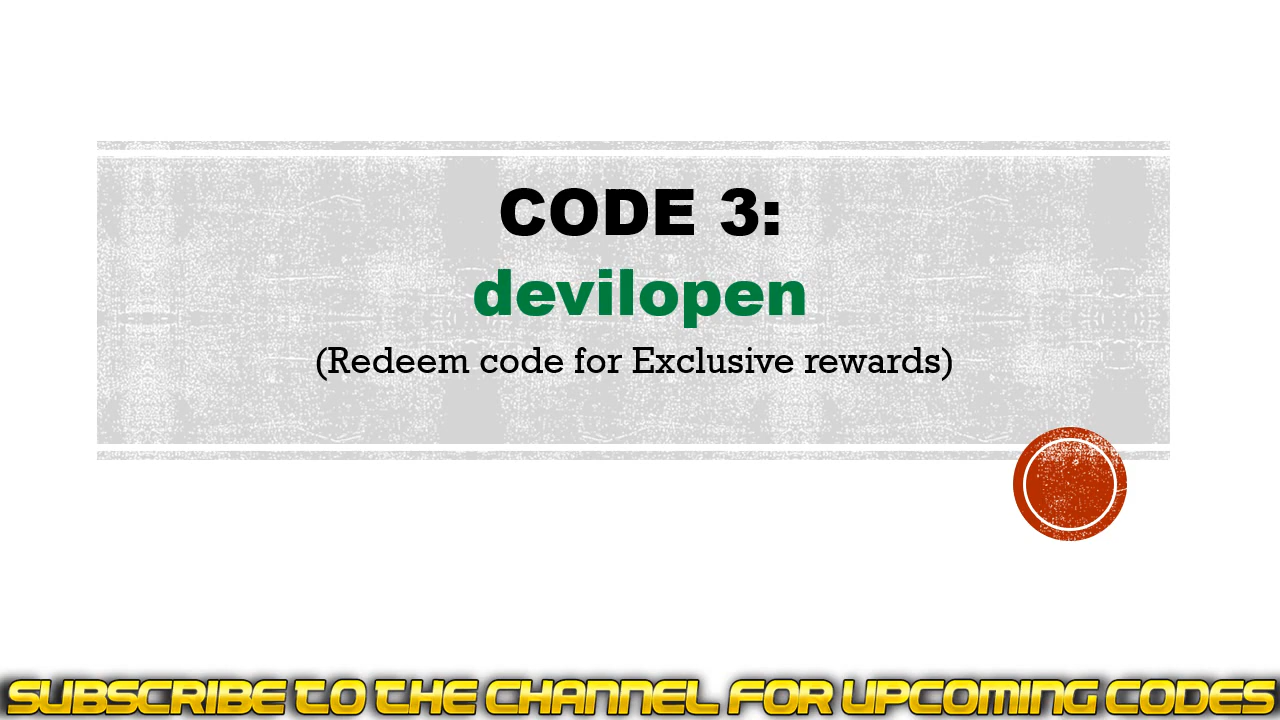 CODE 3:
devilopen
(Redeem code for Exclusive rewards)
SUBSCRIBE TO THE CHANNEL FOR UPCOMING CODES